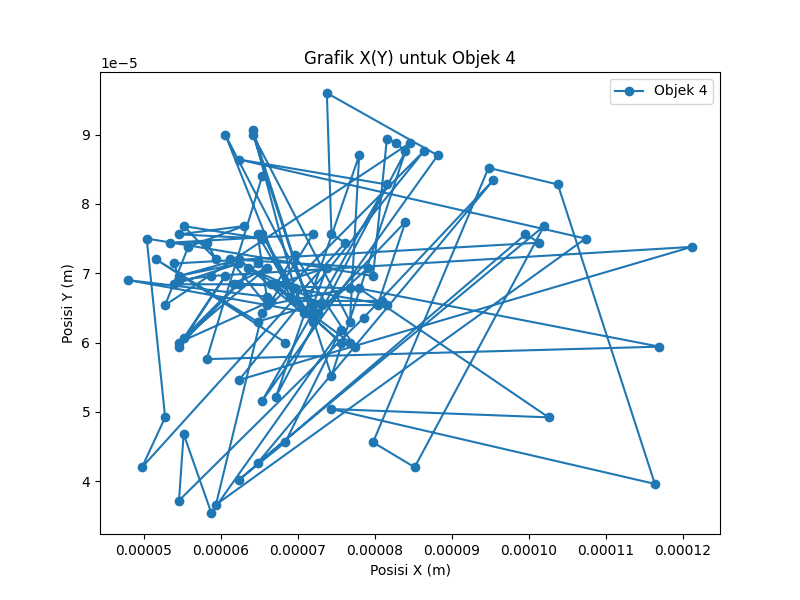 Grafik X(Y) untuk Objek 4
1e−5
Objek 4
9
8
7
6
5
4
Posisi Y (m)
0.00005 0.00006 0.00007 0.00008 0.00009 0.00010 0.00011 0.00012
Posisi X (m)